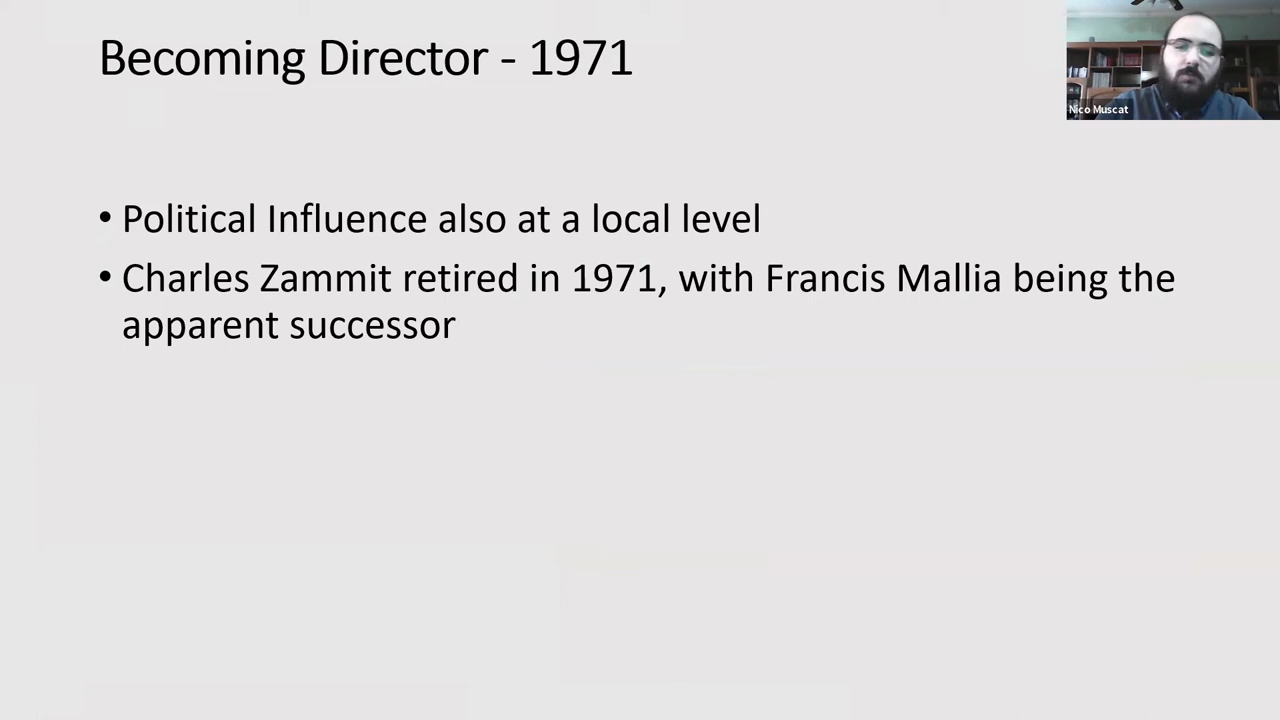 Becoming Director - 1971
Nico Muscat
• Political Influence also at a local level
• Charles Zammit retired in 1971, with Francis Mallia being the
apparent successor